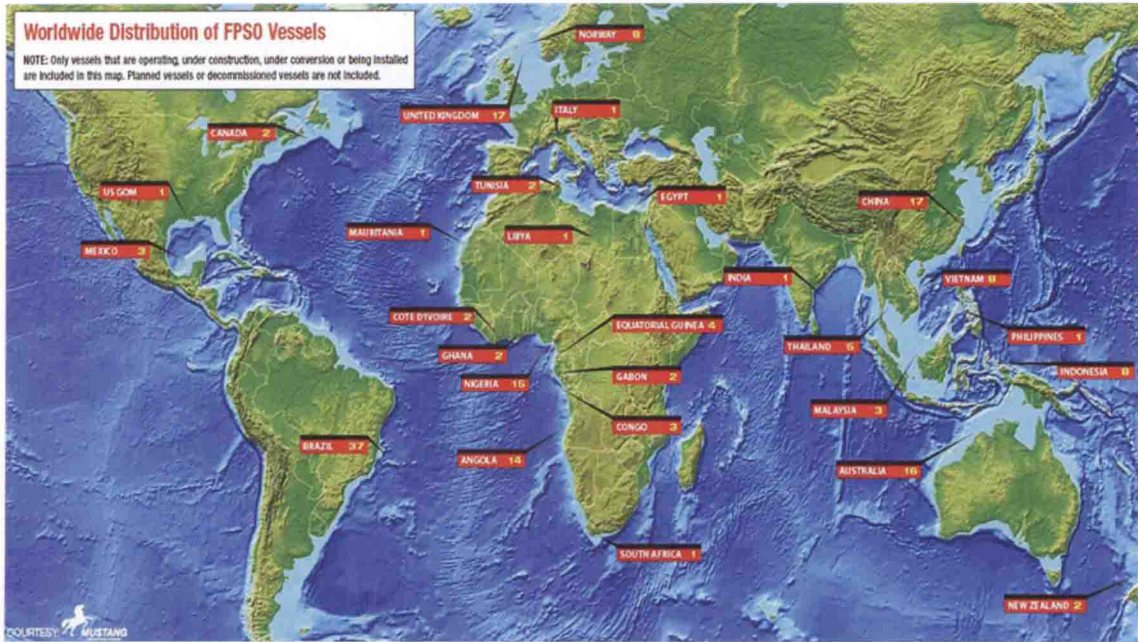 Worldwide Distribution of FPSO Vessels
NOTE: Only vessels that are operating, under construction, under conversion or being installed
are included in this map. Planned vessels or decommissioned vessels are not included.
NORWAY 8
UNITED KINGDOM 17
ITALY 1
CANADA 2
US GOM 1
TUNISIA 2
EGYPT 1
CHINA 17
MAURITANIA 1
LIBYA 1
MEXICO 3
INDIA 1
VIETNAM 8
COTE D'IVOIRE 2
EQUATORIAL GUINEA 4
PHILIPPINES 1
GHANA 2
THAILAND 5
INDONESIA 8
NIGERIA 15
GABON 2
MALAYSIA 3
CONGO 3
BRAZIL 37
ANGOLA 14
AUSTRALIA 16
SOUTH AFRICA 1
NEW ZEALAND 2
COURTESY: MUSTANG